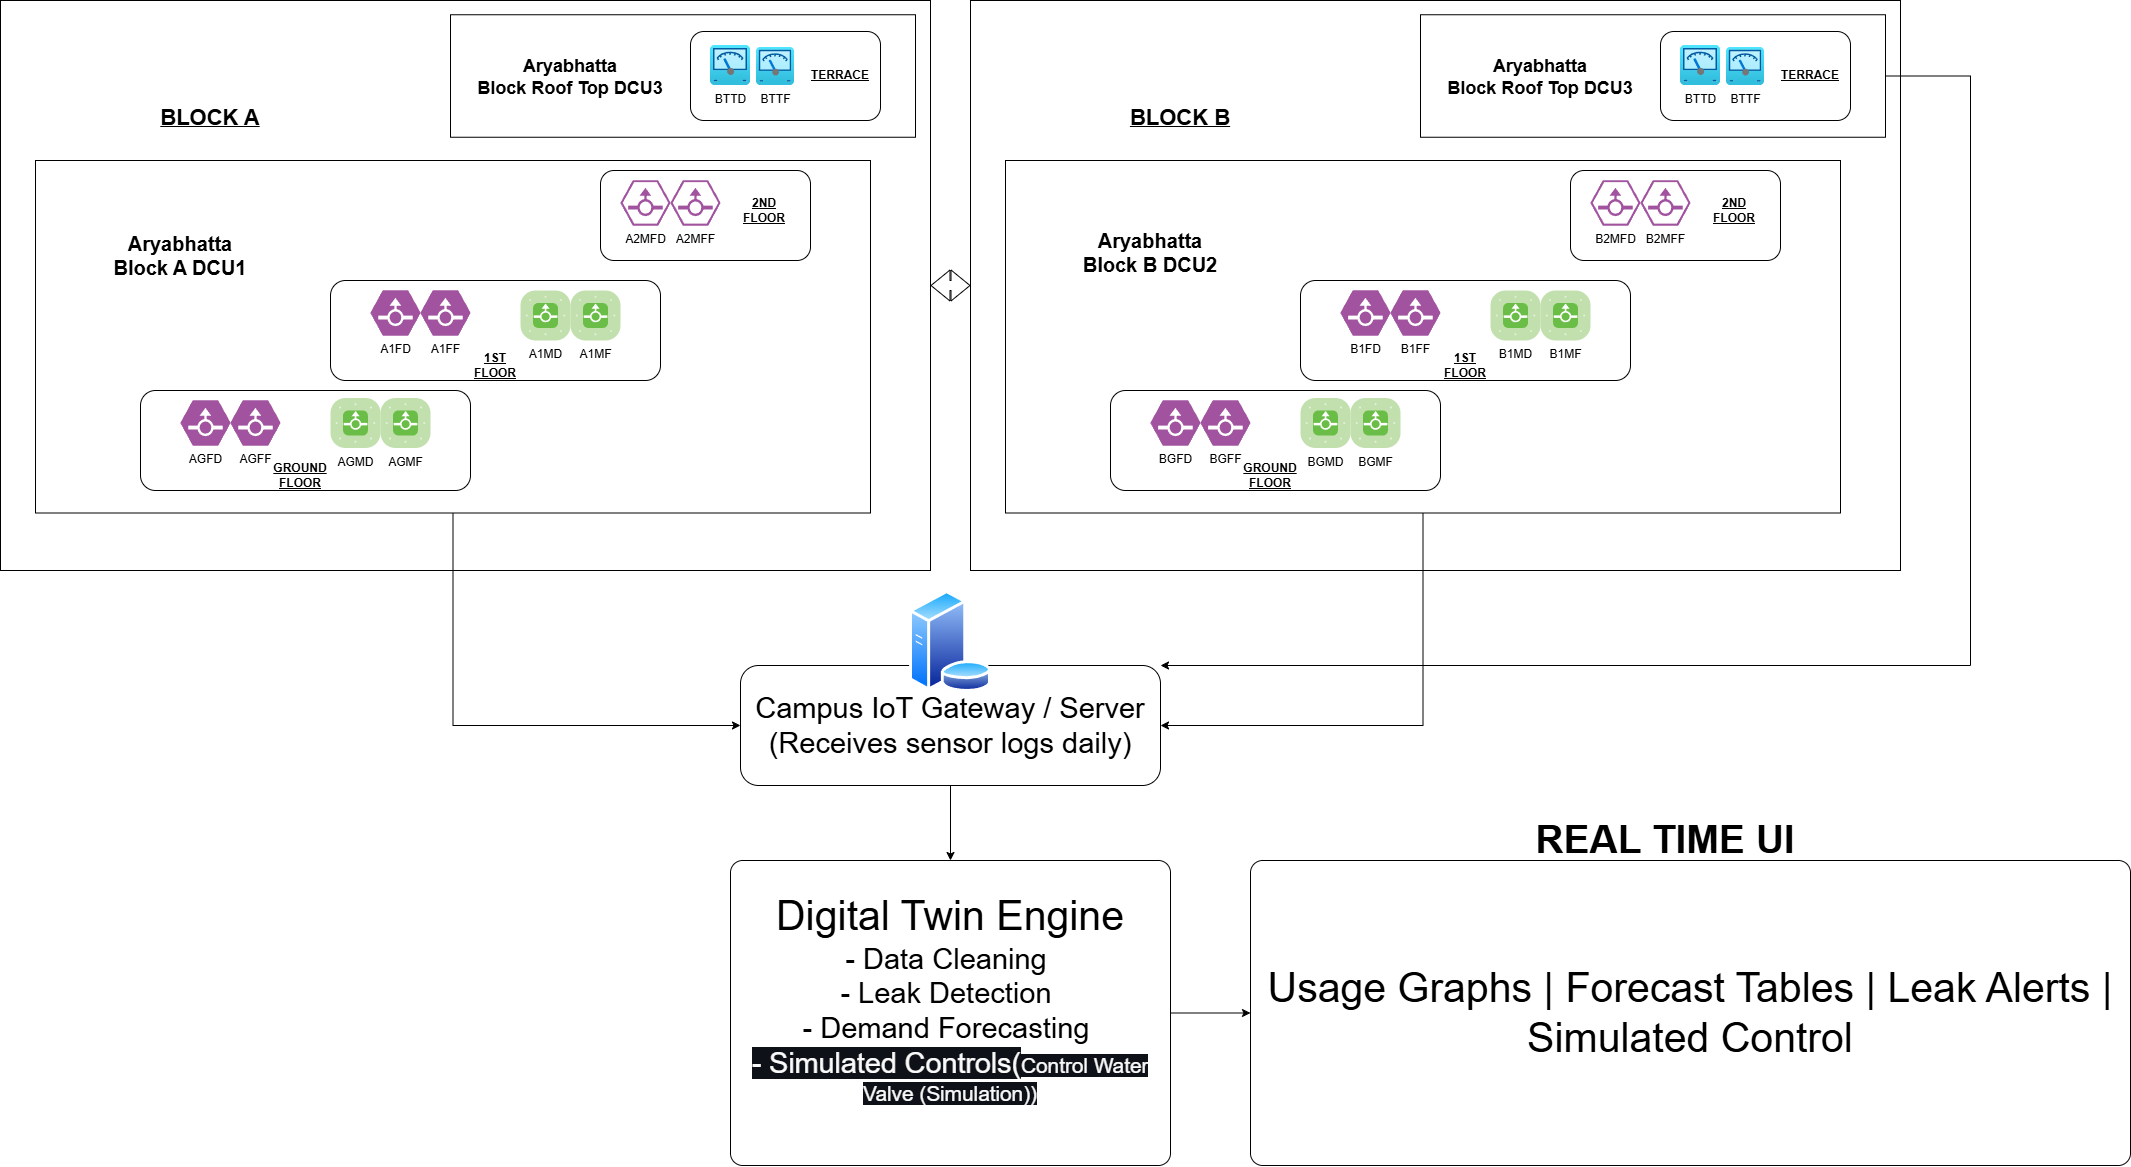 Aryabhatta
Block Roof Top DCU3
BTTD BTTF
TERRACE
BLOCK A
2ND
FLOOR
A2MFD A2MFF
Aryabhatta
Block A DCU1
A1FD A1FF
1ST
FLOOR
A1MD A1MF
AGFD AGFF
GROUND
FLOOR
AGMD AGMF
Aryabhatta
Block Roof Top DCU3
BTTD BTTF
TERRACE
BLOCK B
2ND
FLOOR
B2MFD B2MFF
Aryabhatta
Block B DCU2
B1FD B1FF
1ST
FLOOR
B1MD B1MF
BGFD BGFF
GROUND
FLOOR
BGMD BGMF
Campus IoT Gateway / Server
(Receives sensor logs daily)
Digital Twin Engine
- Data Cleaning
- Leak Detection
- Demand Forecasting
- Simulated Controls(Control Water
Valve (Simulation))
REAL TIME UI
Usage Graphs | Forecast Tables | Leak Alerts |
Simulated Control